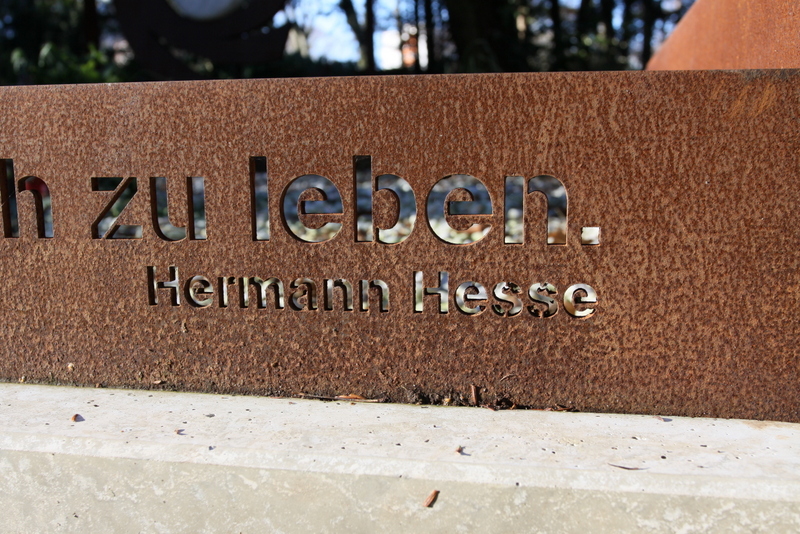 h zu leben.
Hermann Hesse